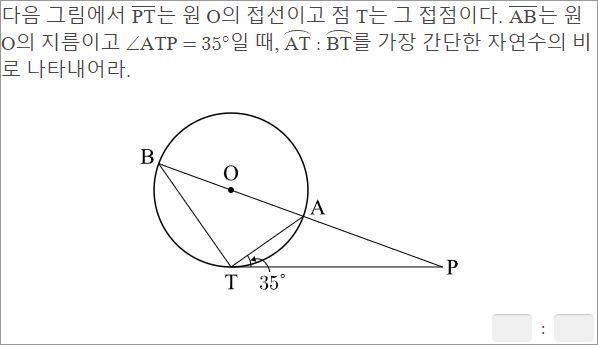 다음 그림에서 PT는 원 O의 접선이고 점 T는 그 접점이다. AB는 원
O의 지름이고 ∠ATP = 35°일 때, AT : BT를 가장 간단한 자연수의 비
로 나타내어라.
B
O
A
P
T
35°
: